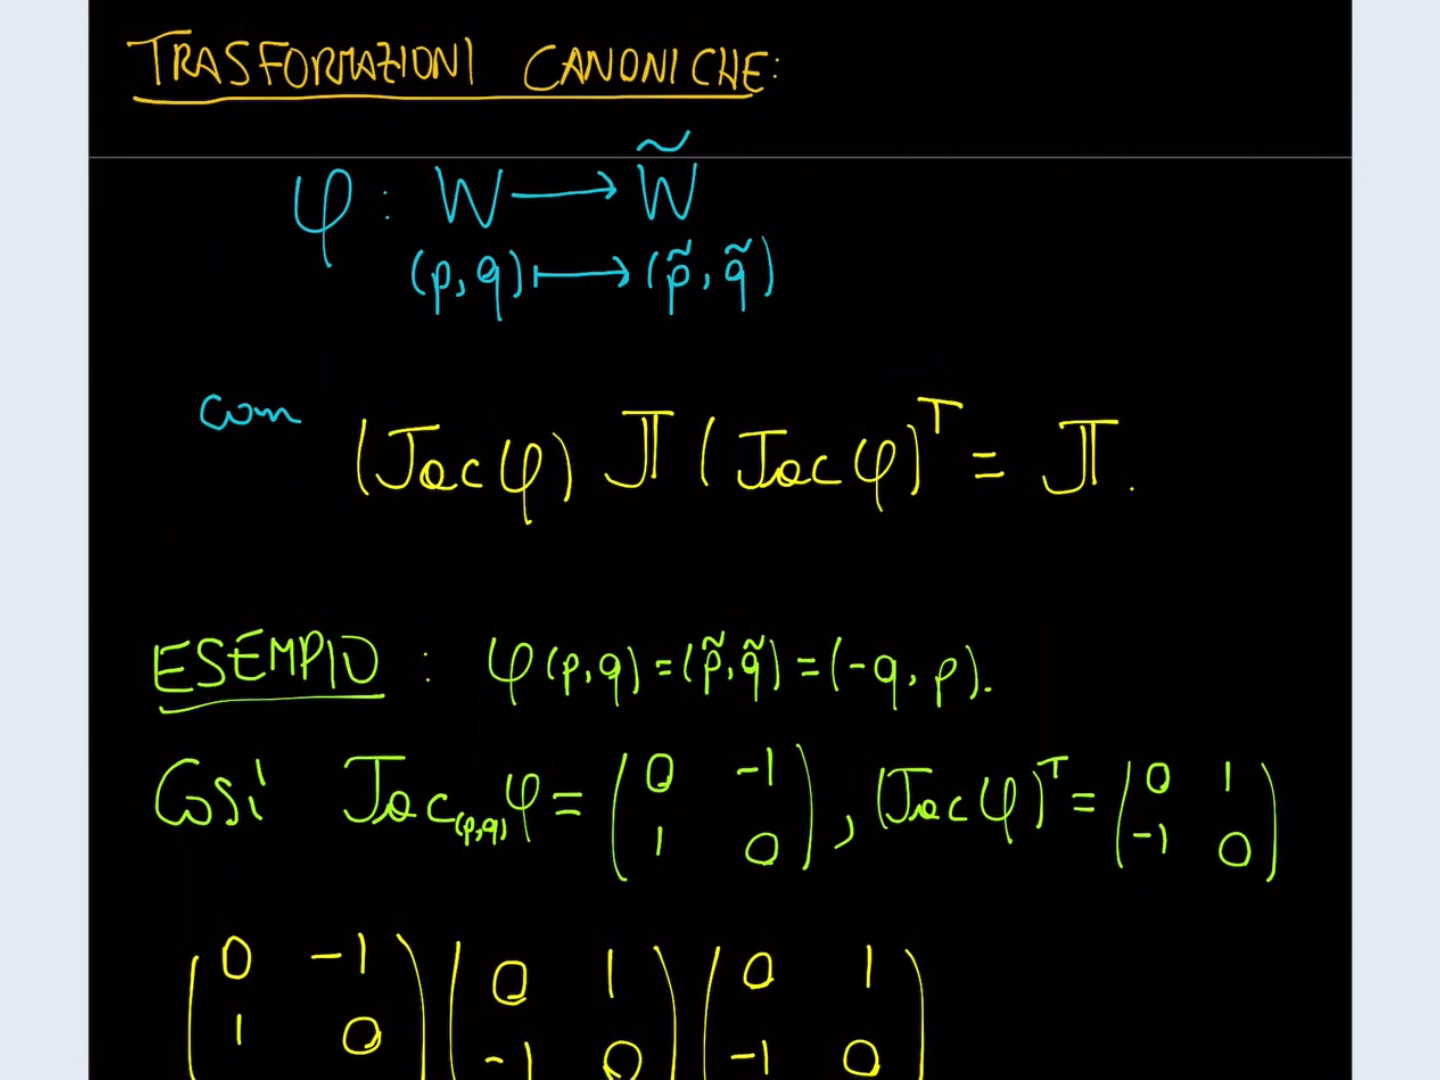 TRASFORMAZIONI CANONICHE:
φ: W ⟶ W̃
(p,q) ⟼ (p̃,q̃)
con (Jac φ) 𝕁 (Jac φ)ᵀ = 𝕁.
ESEMPIO: φ(p,q)=(p̃,q̃)=(-q,p).
Così Jac₍p,q₎ φ = (0 -1; 1 0), (Jac φ)ᵀ = (0 1; -1 0)
(0 -1; 1 0) (0 1; -1 0) (0 1; -1 0)